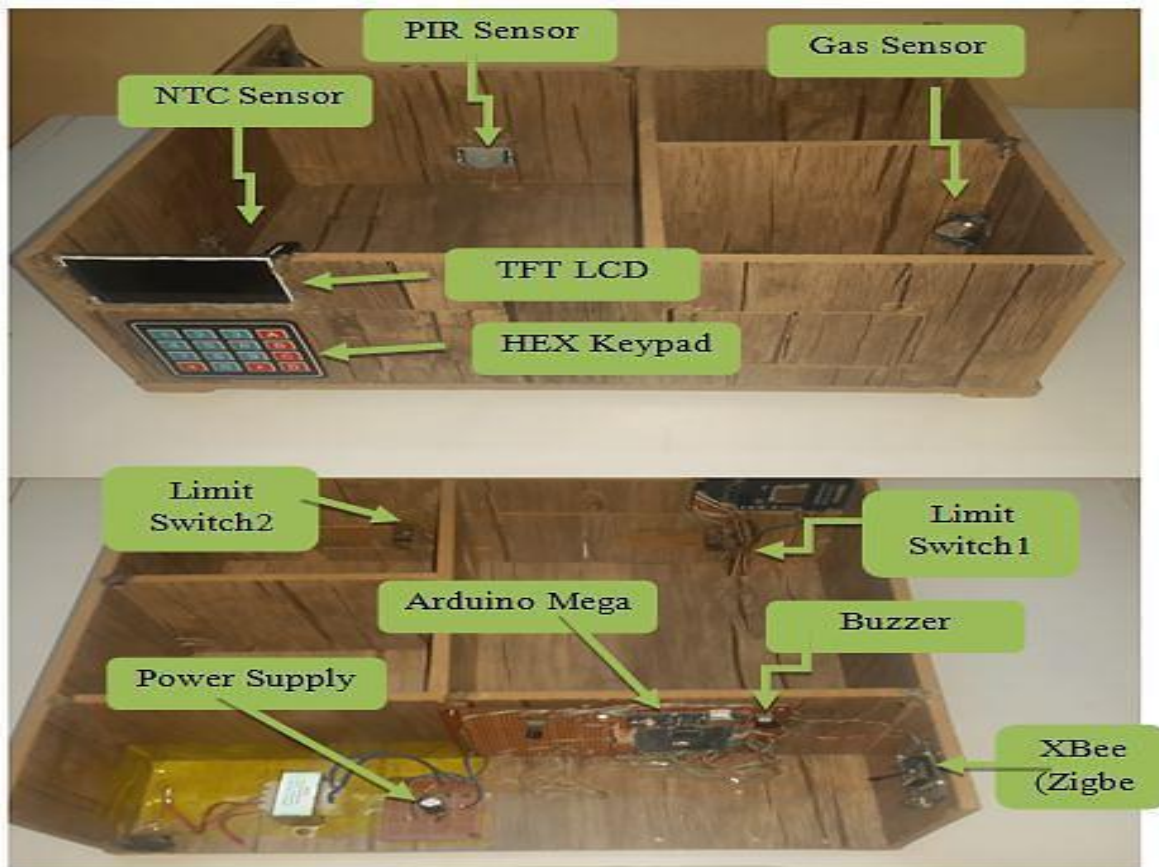 PIR Sensor
Gas Sensor
NTC Sensor
TFT LCD
HEX Keypad
Limit
Switch2
Limit
Switch1
Arduino Mega
Buzzer
Power Supply
XBee
(Zigbe